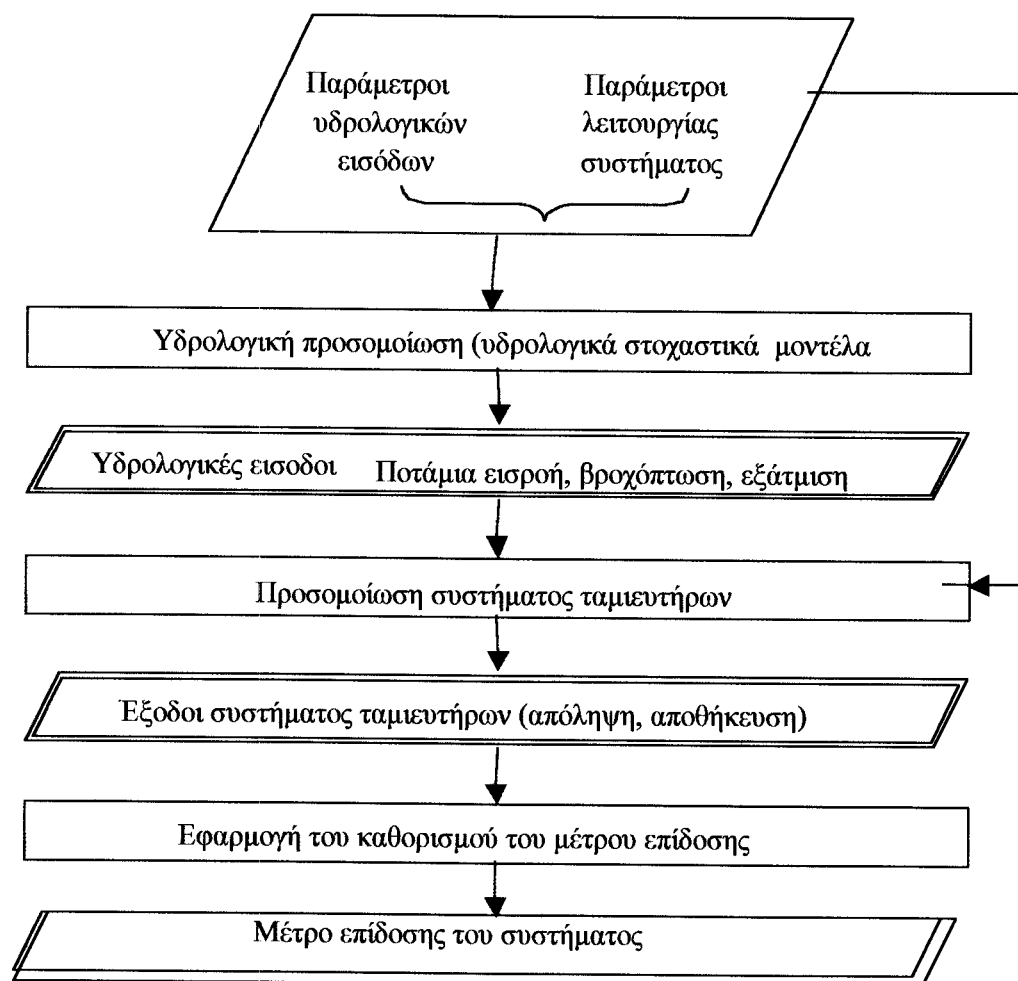 Παράμετροι
υδρολογικών
εισόδων
Παράμετροι
λειτουργίας
συστήματος
Υδρολογική προσομοίωση (υδρολογικά στοχαστικά μοντέλα
Υδρολογικές εισοδοι Ποτάμια εισροή, βροχόπτωση, εξάτμιση
Προσομοίωση συστήματος ταμιευτήρων
Έξοδοι συστήματος ταμιευτήρων (απόληψη, αποθήκευση)
Εφαρμογή του καθορισμού του μέτρου επίδοσης
Μέτρο επίδοσης του συστήματος